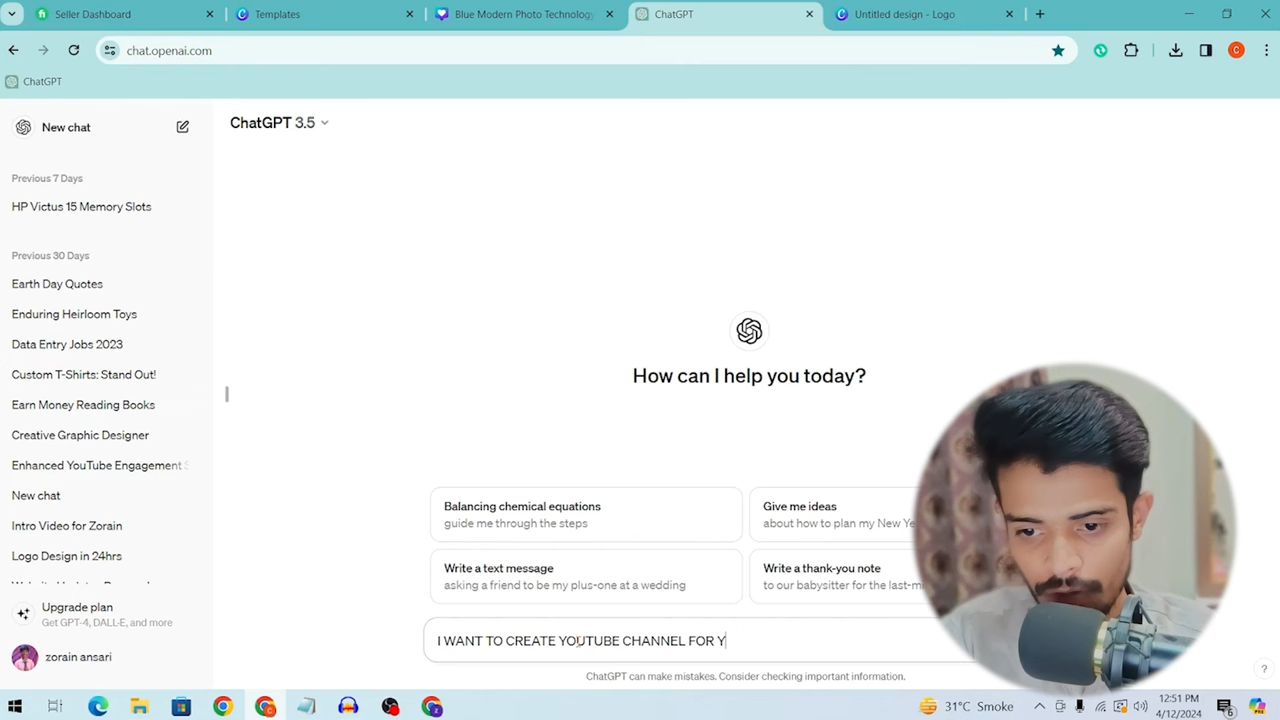 Seller Dashboard
Templates
Blue Modern Photo Technology
ChatGPT
Untitled design - Logo
chat.openai.com
ChatGPT
New chat
ChatGPT 3.5
Previous 7 Days
HP Victus 15 Memory Slots
Previous 30 Days
Earth Day Quotes
Enduring Heirloom Toys
Data Entry Jobs 2023
Custom T-Shirts: Stand Out!
Earn Money Reading Books
Creative Graphic Designer
Enhanced YouTube Engagement
New chat
Intro Video for Zorain
Logo Design in 24hrs
Upgrade plan
Get GPT-4, DALL·E, and more
zorain ansari
How can I help you today?
Balancing chemical equations
guide me through the steps
Give me ideas
about how to plan my New
Write a text message
asking a friend to be my plus-one at a wedding
Write a thank-you note
to our babysitter for the
I WANT TO CREATE YOUTUBE CHANNEL FOR Y
ChatGPT can make mistakes. Consider checking important information.
31°C Smoke
12:51 PM
4/12/2024